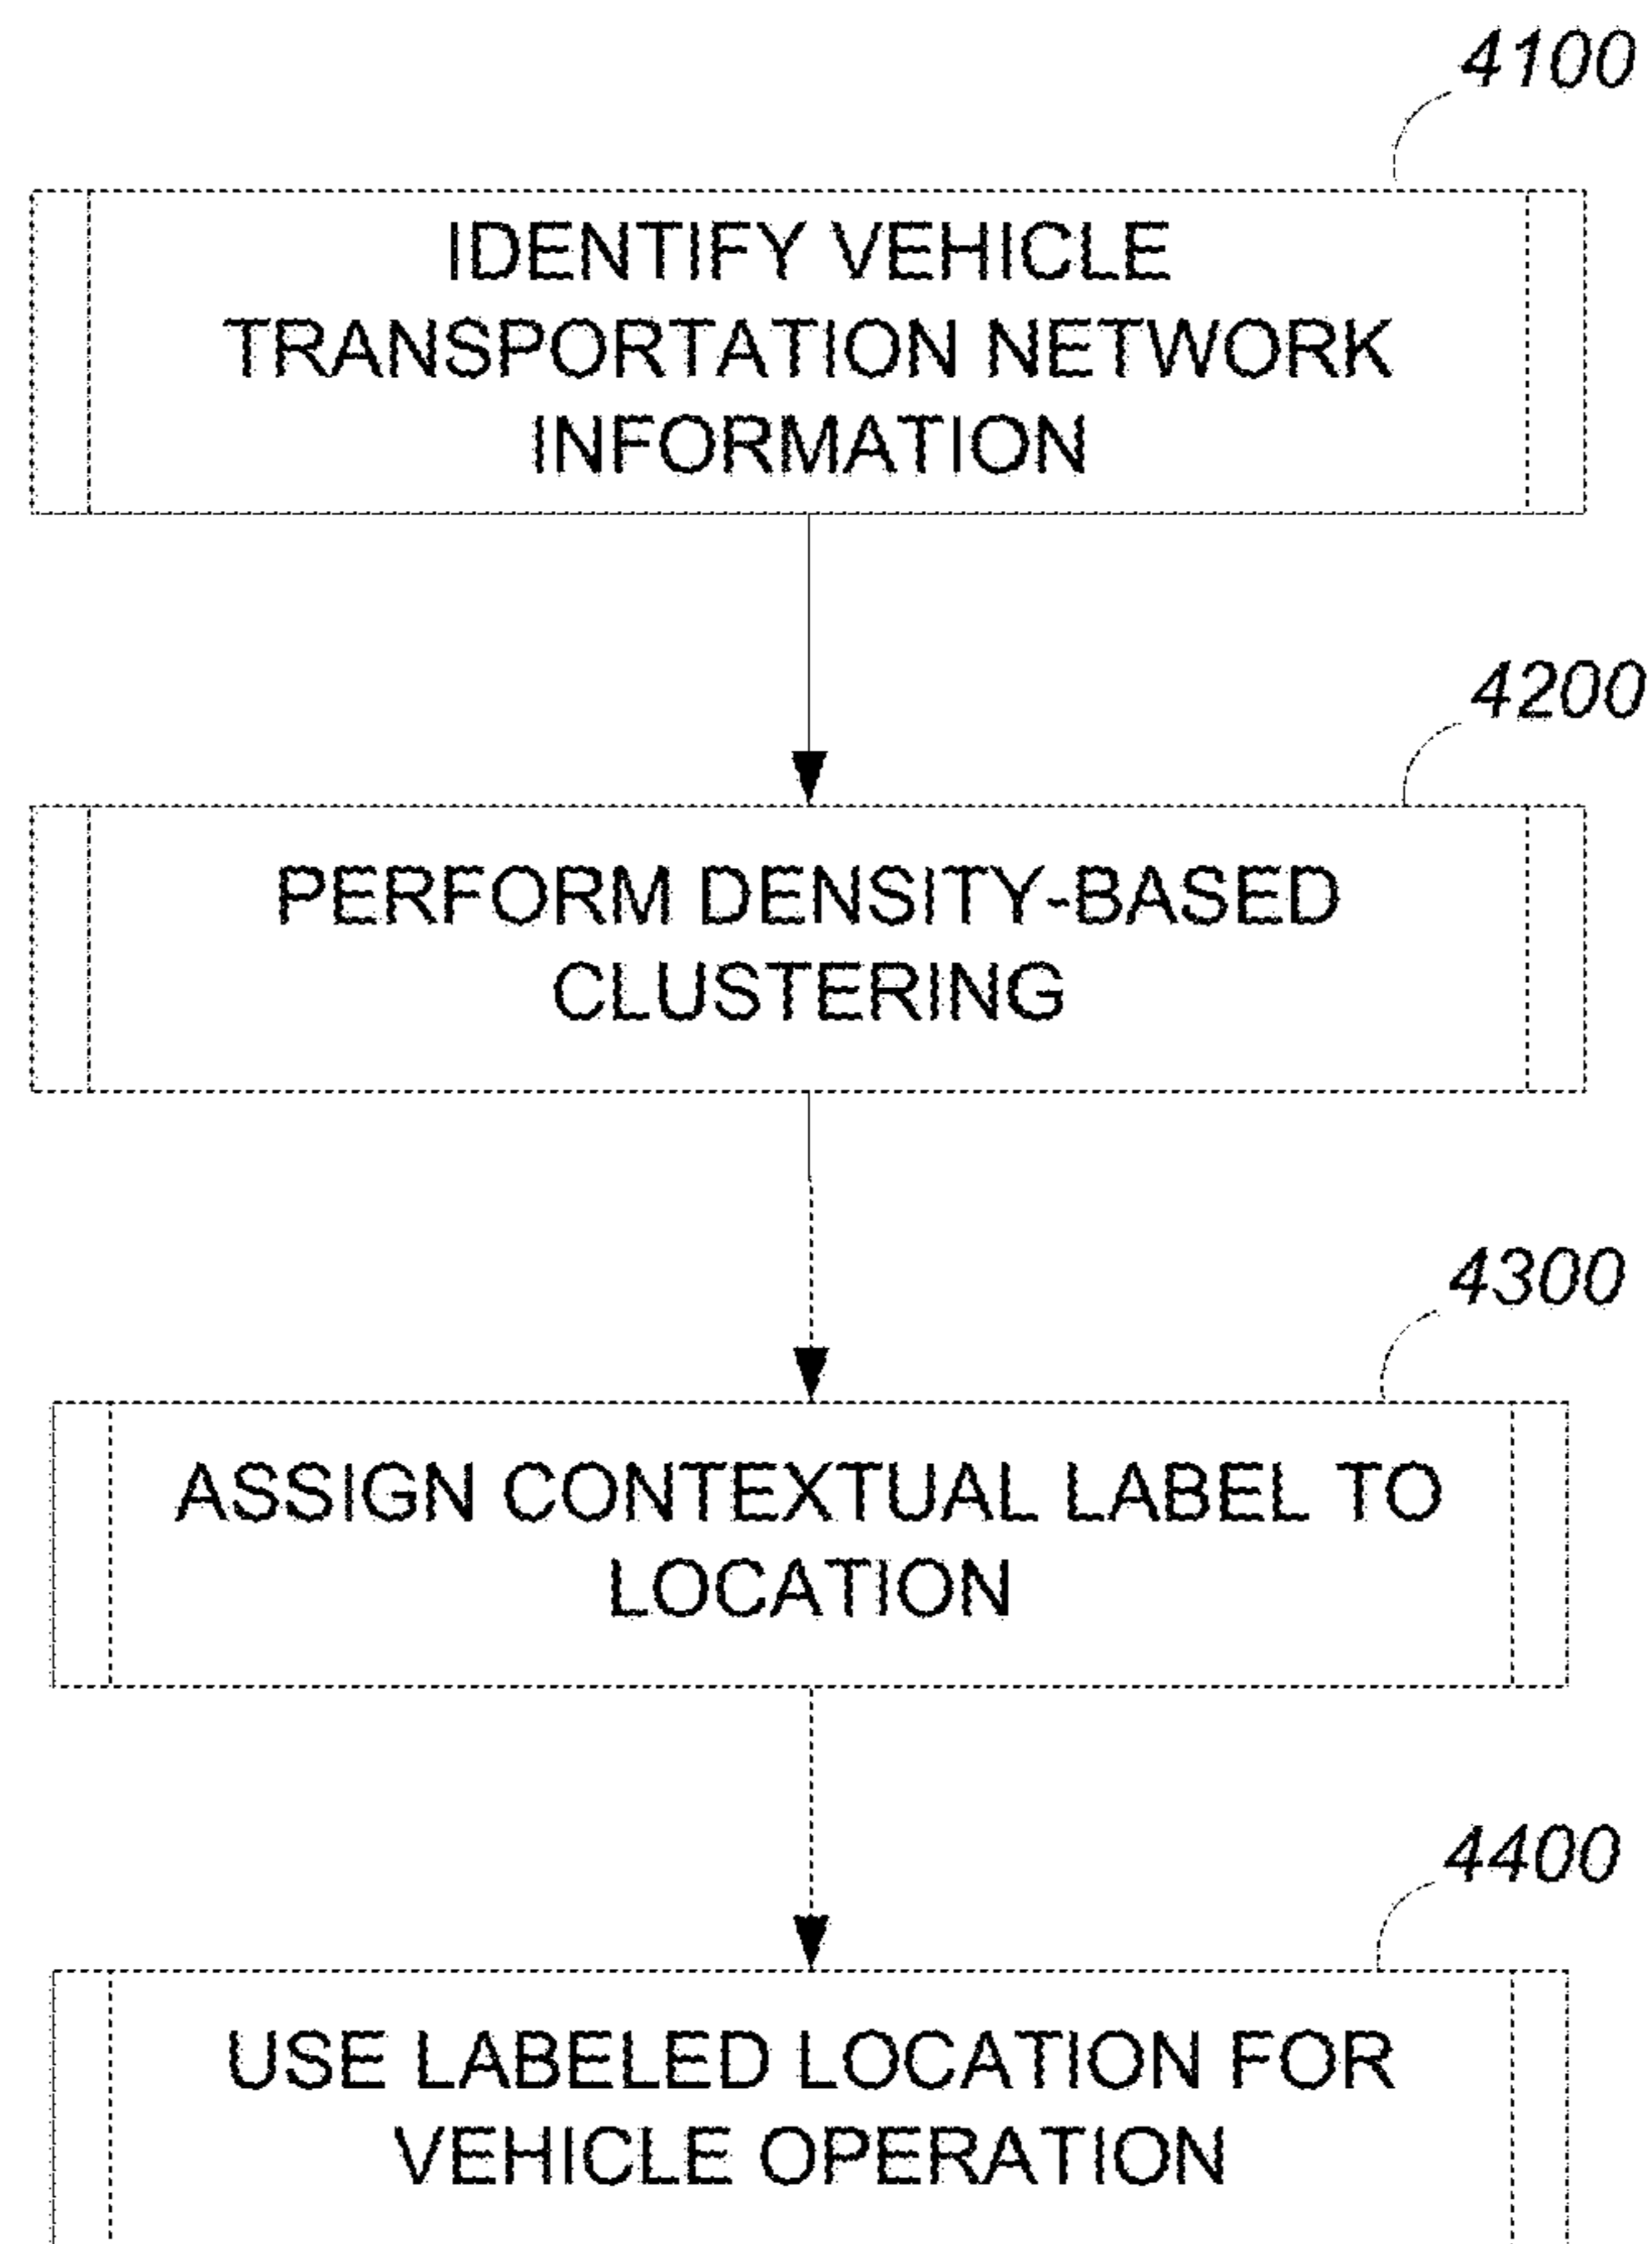 4100
IDENTIFY VEHICLE
TRANSPORTATION NETWORK
INFORMATION
4200
PERFORM DENSITY-BASED
CLUSTERING
4300
ASSIGN CONTEXTUAL LABEL TO
LOCATION
4400
USE LABELED LOCATION FOR
VEHICLE OPERATION